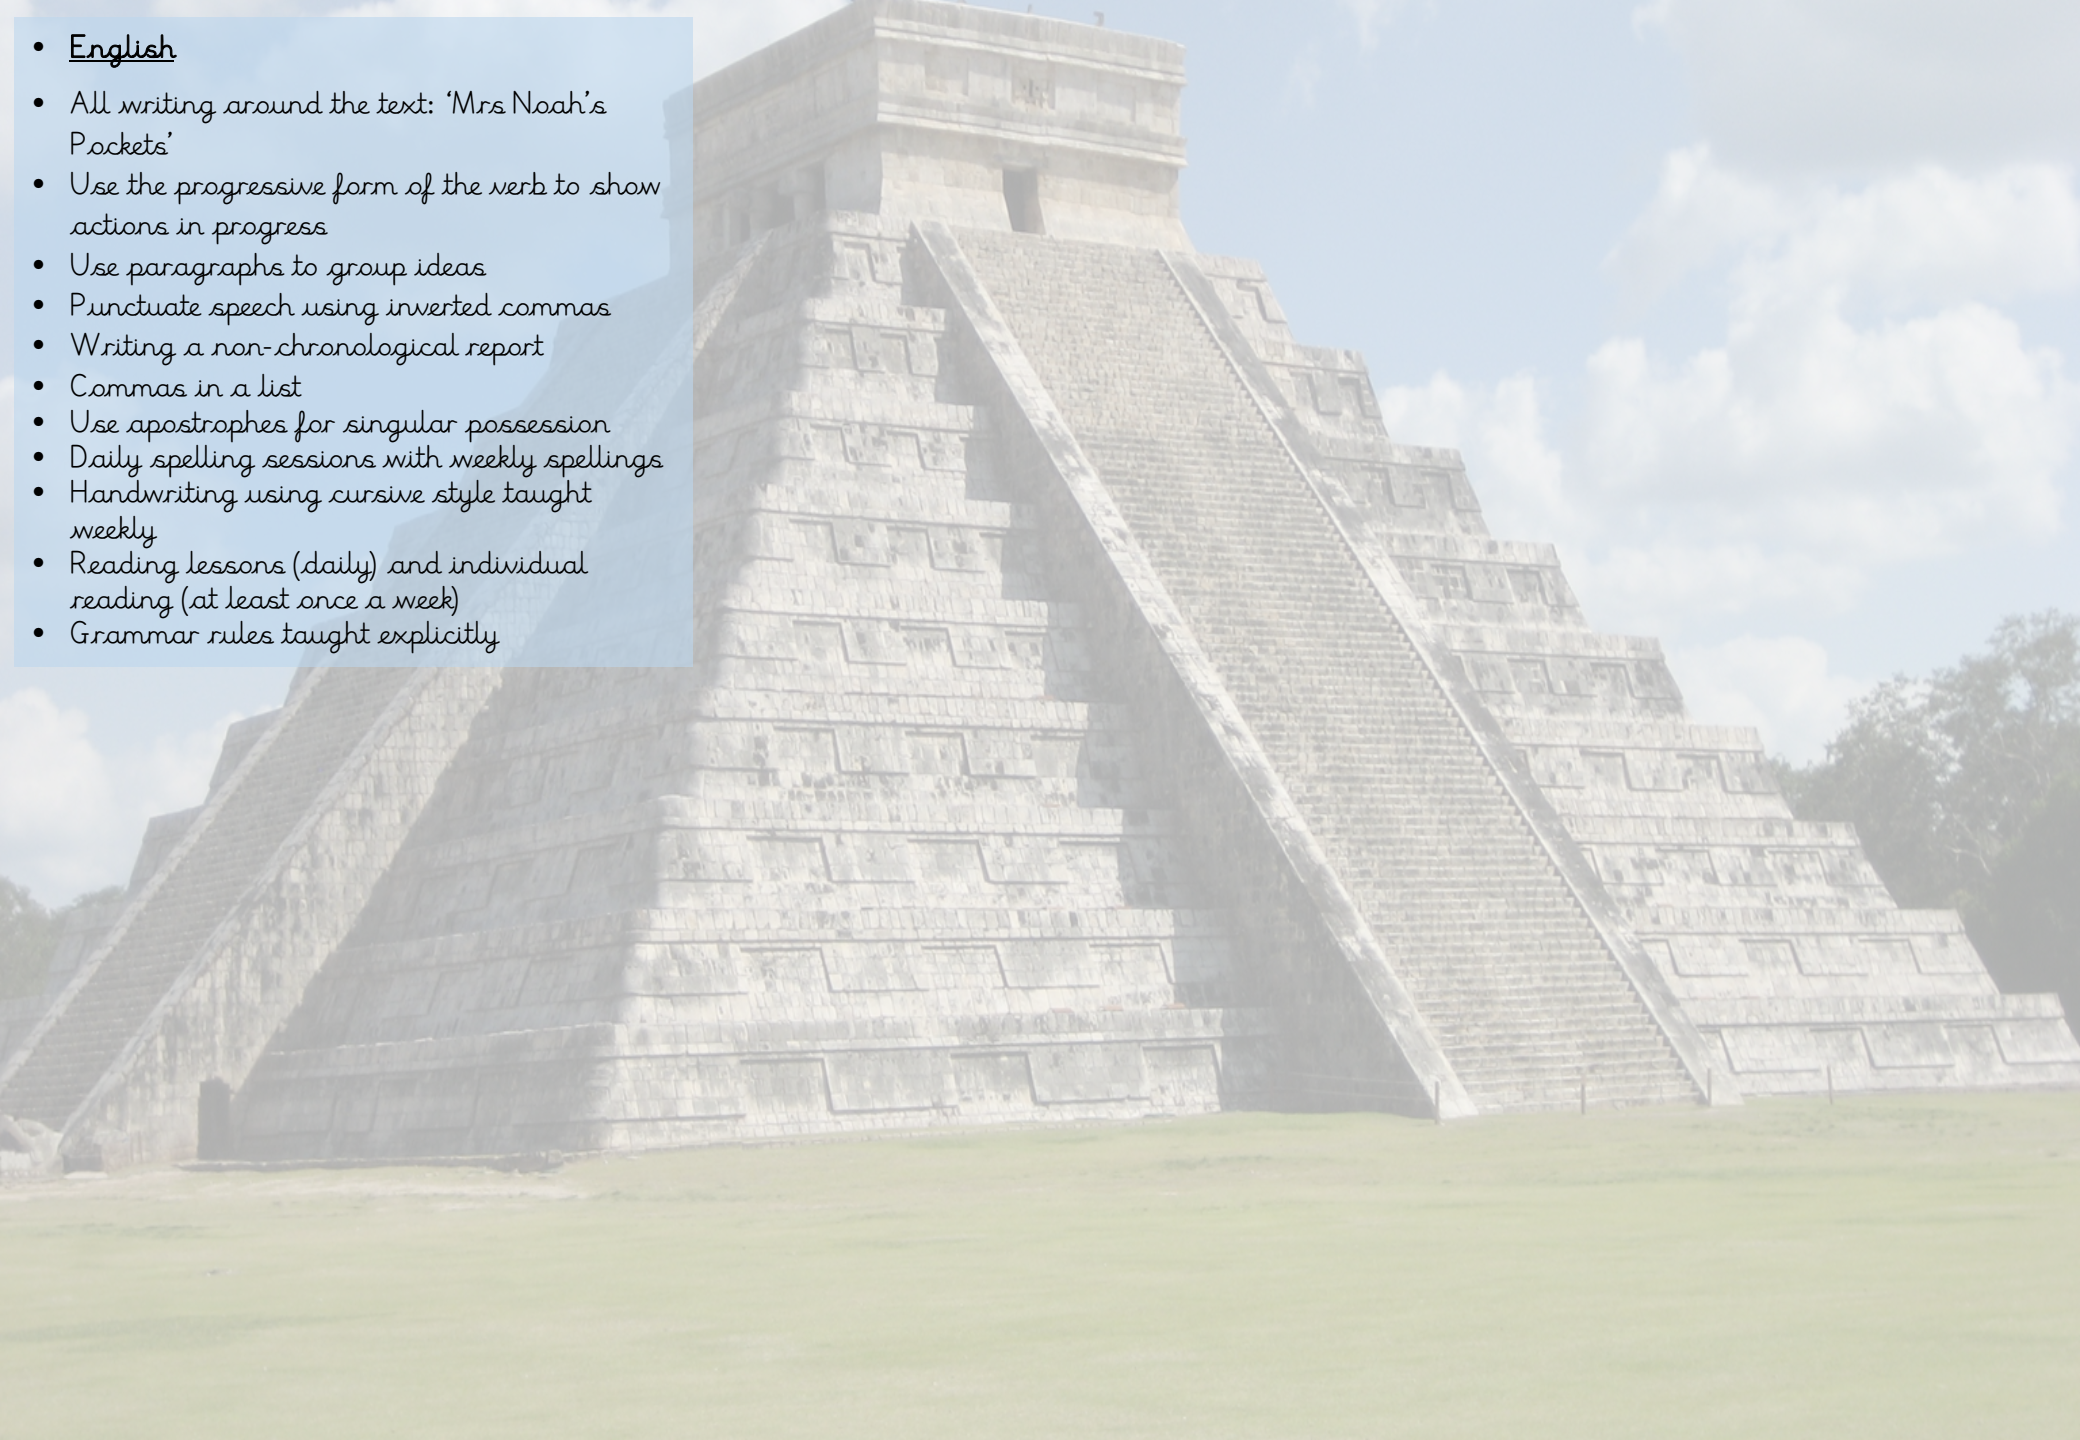 • English
• All writing around the text: ‘Mrs Noah’s
Pockets’
• Use the progressive form of the verb to show
actions in progress
• Use paragraphs to group ideas
• Punctuate speech using inverted commas
• Writing a non-chronological report
• Commas in a list
• Use apostrophes for singular possession
• Daily spelling sessions with weekly spellings
• Handwriting using cursive style taught
weekly
• Reading lessons (daily) and individual
reading (at least once a week)
• Grammar rules taught explicitly